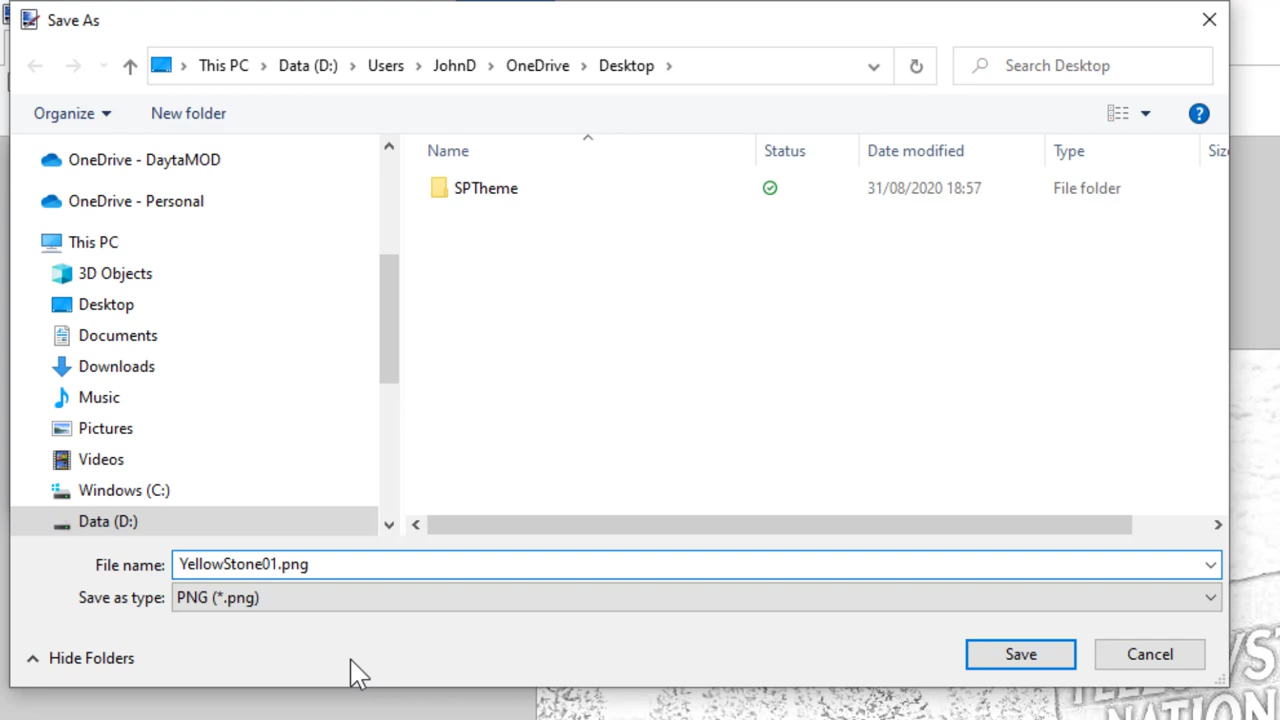 Save As
This PC > Data (D:) > Users > JohnD > OneDrive > Desktop >
Search Desktop
Organize
New folder
OneDrive - DaytaMOD
OneDrive - Personal
This PC
3D Objects
Desktop
Documents
Downloads
Music
Pictures
Videos
Windows (C:)
Data (D:)
Name Status Date modified Type Siz
SPTheme 31/08/2020 18:57 File folder
File name: YellowStone01.png
Save as type: PNG (*.png)
Hide Folders
Save
Cancel
NATION